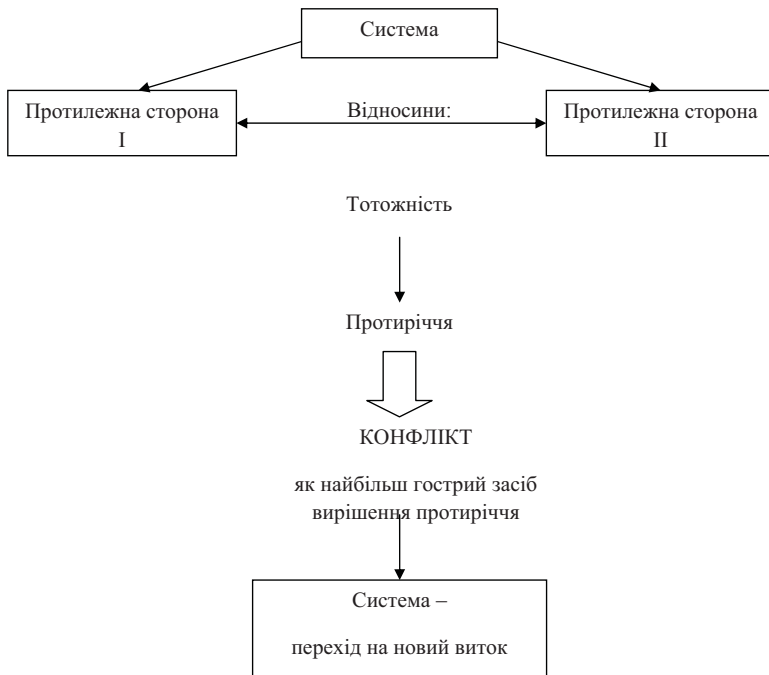 Система
Протилежна сторона
І
Відносини:
Протилежна сторона
ІІ
Тотожність
Протиріччя
КОНФЛІКТ
як найбільш гострий засіб
вирішення протиріччя
Система –
перехід на новий виток